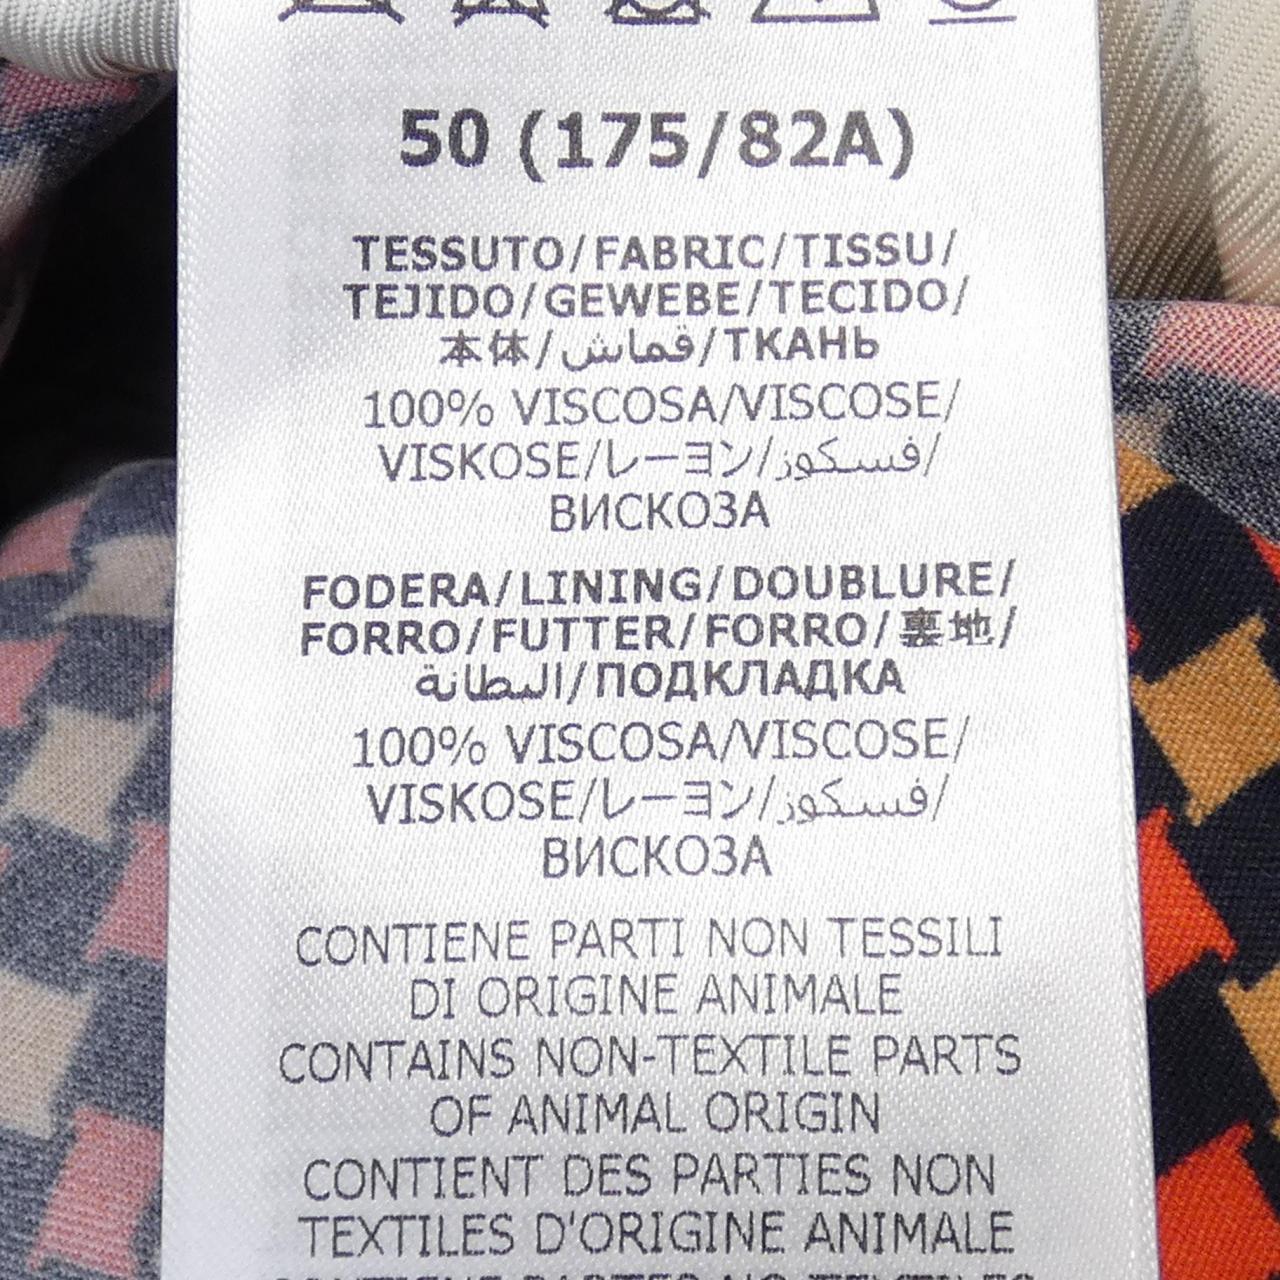 50 (175/82A)
TESSUTO/FABRIC/TISSU/
TEJIDO/GEWEBE/TECIDO/
本体/قماش/ТКАНЬ
100% VISCOSA/VISCOSE/
VISKOSE/レーヨン/فسكوز/
ВИСКОЗА
FODERA/LINING/DOUBLURE/
FORRO/FUTTER/FORRO/裏地/
البطانة/ПОДКЛАДКА
100% VISCOSA/VISCOSE/
VISKOSE/レーヨン/فسكوز/
ВИСКОЗА
CONTIENE PARTI NON TESSILI
DI ORIGINE ANIMALE
CONTAINS NON-TEXTILE PARTS
OF ANIMAL ORIGIN
CONTIENT DES PARTIES NON
TEXTILES D'ORIGINE ANIMALE